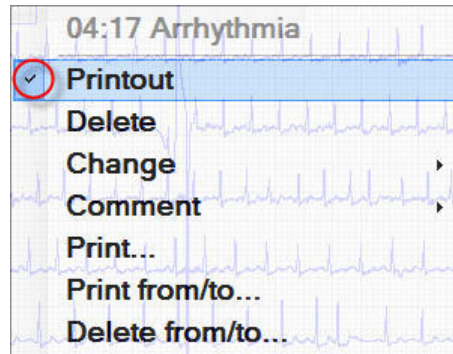 04:17 Arrhythmia
Printout
Delete
Change
Comment
Print...
Print from/to...
Delete from/to...